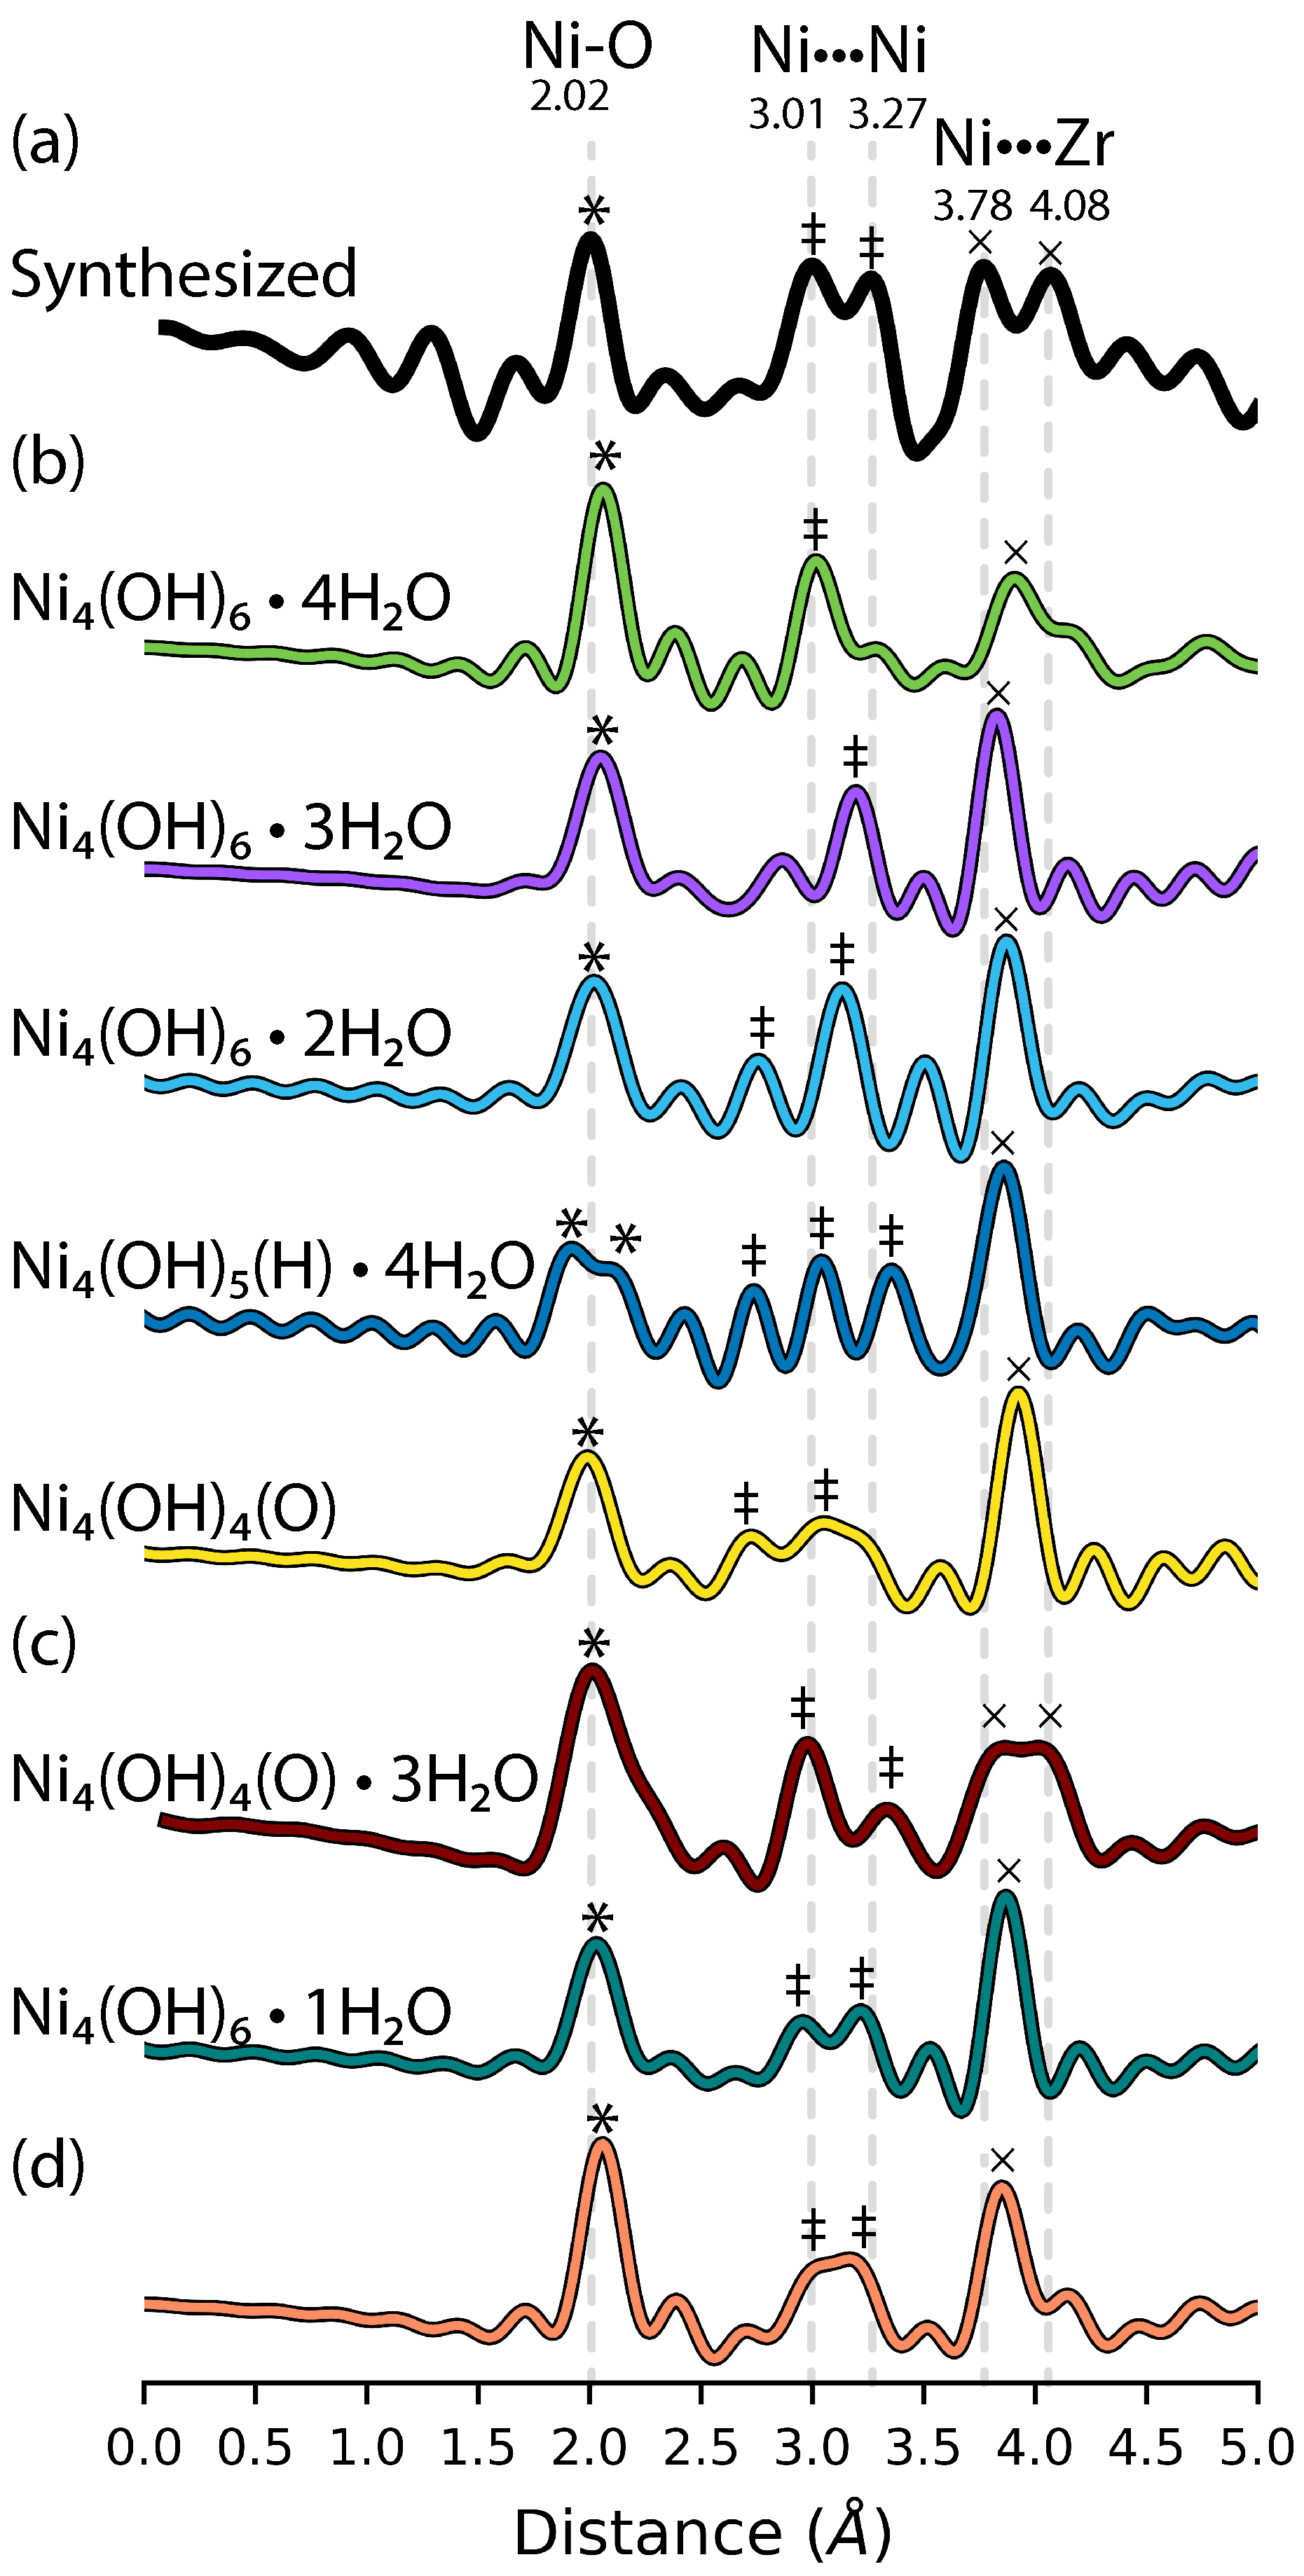 Ni-O
2.02
Ni•••Ni
3.01 3.27
Ni•••Zr
3.78 4.08
(a)
* ‡ ‡ × ×
Synthesized
(b)
* ‡ ×
Ni₄(OH)₆ • 4H₂O
* ‡ ×
Ni₄(OH)₆ • 3H₂O
* ‡ ‡ ×
Ni₄(OH)₆ • 2H₂O
* * ‡ ‡ ‡ ×
Ni₄(OH)₅(H) • 4H₂O
* ‡ ‡ ×
Ni₄(OH)₄(O)
(c)
* ‡ ‡ × ×
Ni₄(OH)₄(O) • 3H₂O
* ‡ ‡ ×
Ni₄(OH)₆ • 1H₂O
(d)
* ‡ ‡ ×
0.0 0.5 1.0 1.5 2.0 2.5 3.0 3.5 4.0 4.5 5.0
Distance (Å)